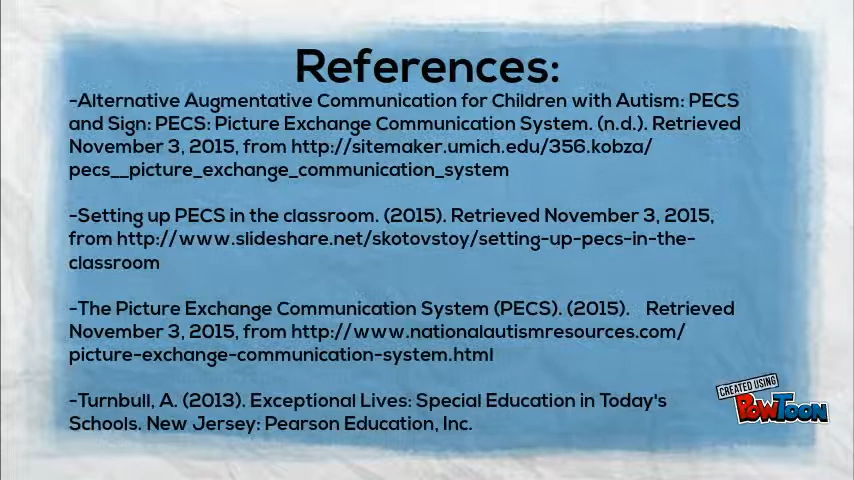 References:
-Alternative Augmentative Communication for Children with Autism: PECS
and Sign: PECS: Picture Exchange Communication System. (n.d.). Retrieved
November 3, 2015, from http://sitemaker.umich.edu/356.kobza/
pecs__picture_exchange_communication_system
-Setting up PECS in the classroom. (2015). Retrieved November 3, 2015,
from http://www.slideshare.net/skotovstoy/setting-up-pecs-in-the-
classroom
-The Picture Exchange Communication System (PECS). (2015). Retrieved
November 3, 2015, from http://www.nationalautismresources.com/
picture-exchange-communication-system.html
-Turnbull, A. (2013). Exceptional Lives: Special Education in Today's
Schools. New Jersey: Pearson Education, Inc.
CREATED USING
POWTOON